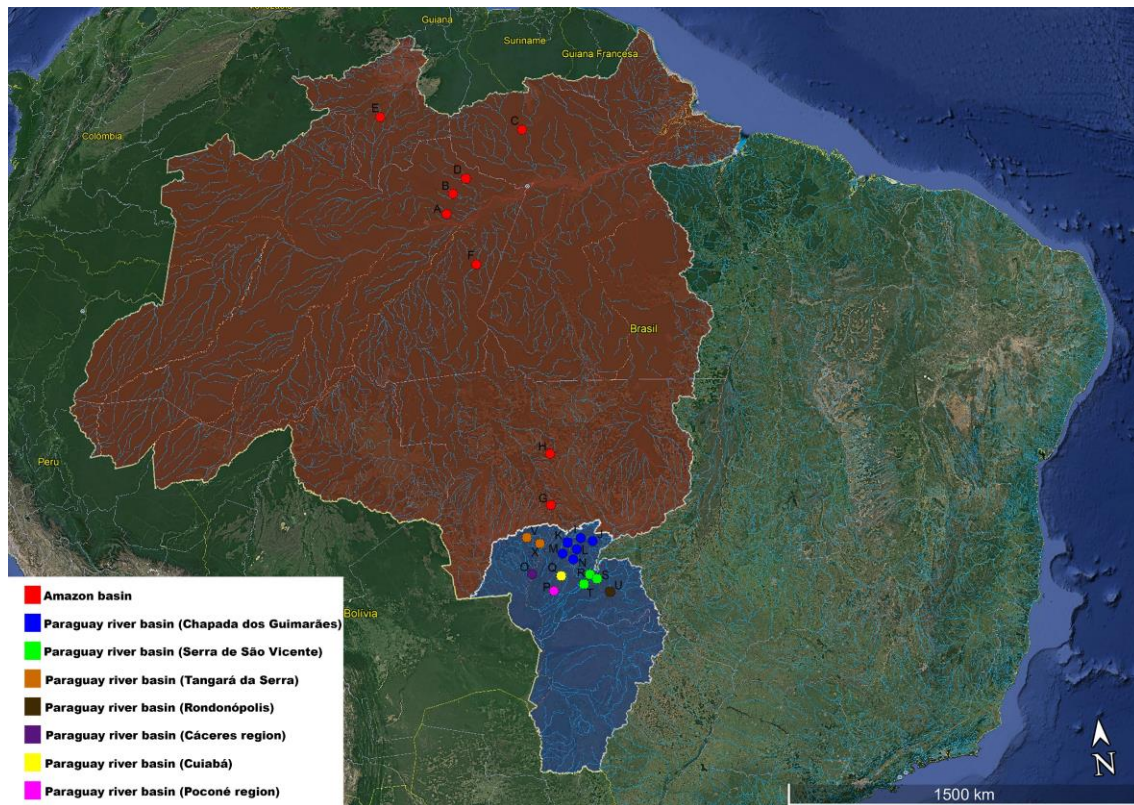 Guiana
Suriname
Guiana Francesa
Colômbia
E
C
D
B
A
F
Brasil
Peru
H
G
K
L
M
N
X
O
Q
R
S
P
T
U
Bolívia
Amazon basin
Paraguay river basin (Chapada dos Guimarães)
Paraguay river basin (Serra de São Vicente)
Paraguay river basin (Tangará da Serra)
Paraguay river basin (Rondonópolis)
Paraguay river basin (Cáceres region)
Paraguay river basin (Cuiabá)
Paraguay river basin (Poconé region)
N
1500 km